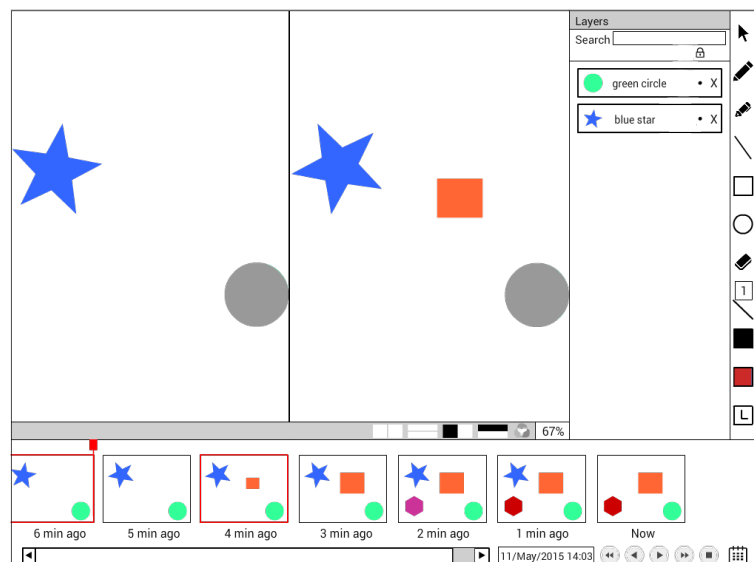 Layers
Search
green circle • X
blue star • X
1
L
67%
6 min ago 5 min ago 4 min ago 3 min ago 2 min ago 1 min ago Now
11/May/2015 14:03